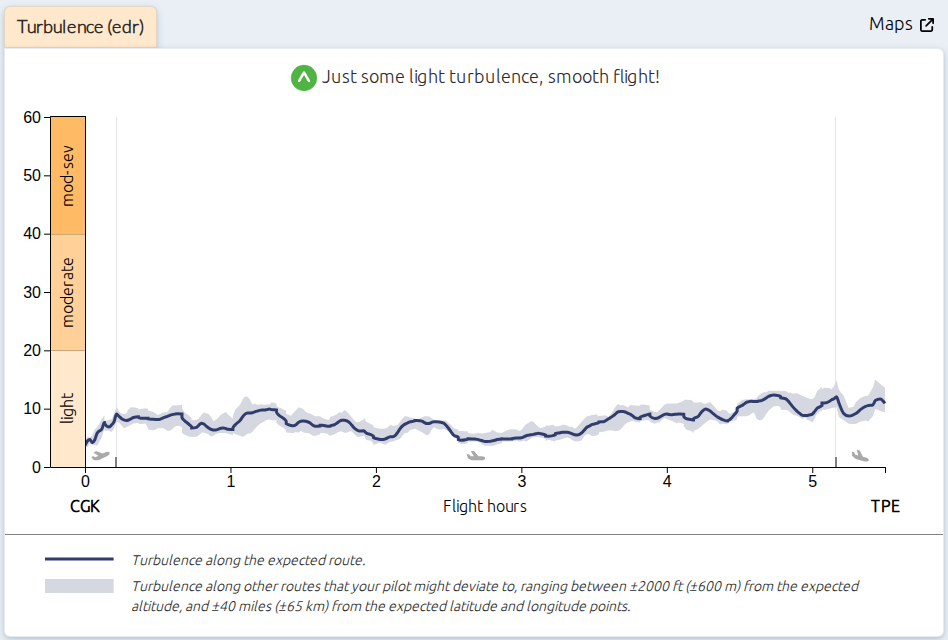 Turbulence (edr)
Maps
Just some light turbulence, smooth flight!
60
50
40
30
20
10
0
mod-sev
moderate
light
0 1 2 3 4 5
CGK Flight hours TPE
Turbulence along the expected route.
Turbulence along other routes that your pilot might deviate to, ranging between ±2000 ft (±600 m) from the expected
altitude, and ±40 miles (±65 km) from the expected latitude and longitude points.